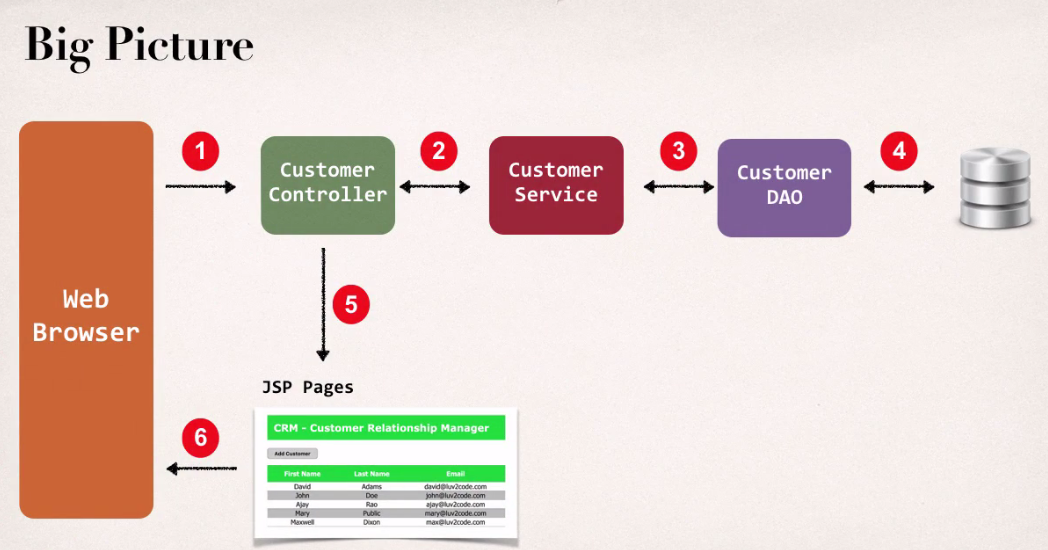 Big Picture
1
2
3
4
Customer
Controller
Customer
Service
Customer
DAO
Web
Browser
5
JSP Pages
6
CRM - Customer Relationship Manager
Add Customer
First Name Last Name Email
David Adams david@luv2code.com
John Doe john@luv2code.com
Ajay Rao ajay@luv2code.com
Mary Public mary@luv2code.com
Maxwell Dixon max@luv2code.com